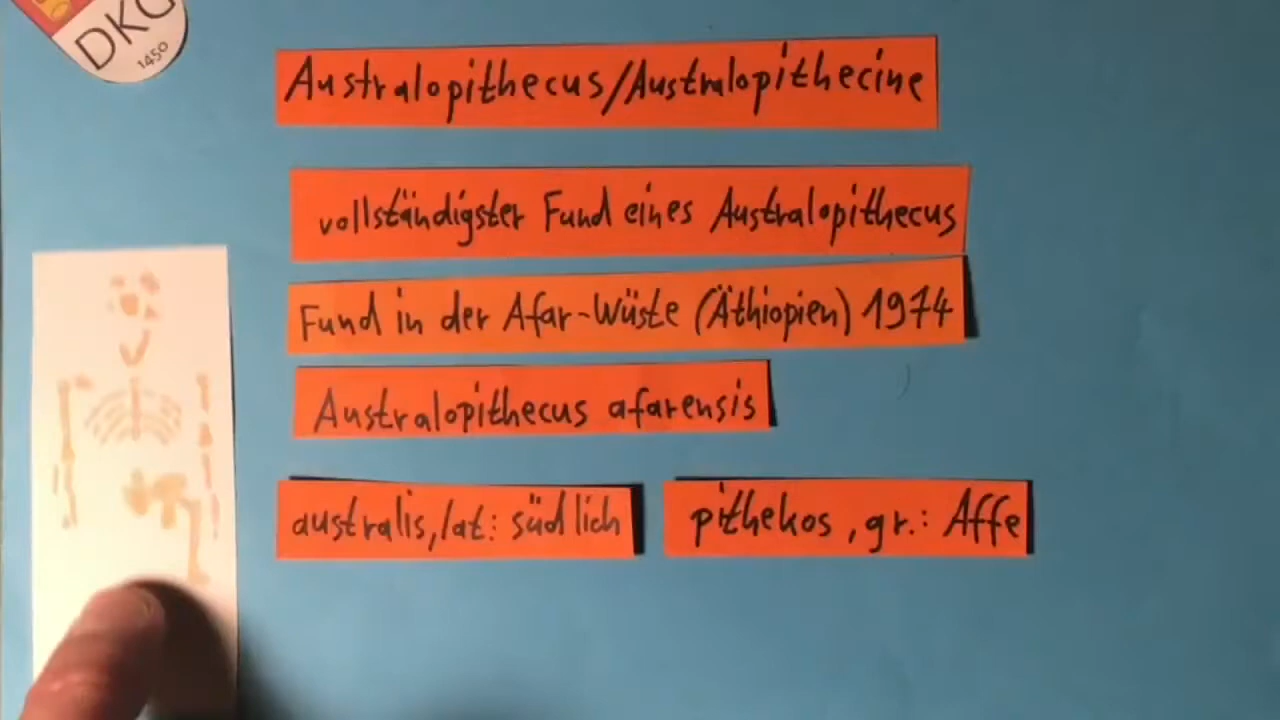 DKG
1450
Australopithecus/Australopithecine
vollständigster Fund eines Australopithecus
Fund in der Afar-Wüste (Äthiopien) 1974
Australopithecus afarensis
australis, lat: südlich
pithekos, gr.: Affe